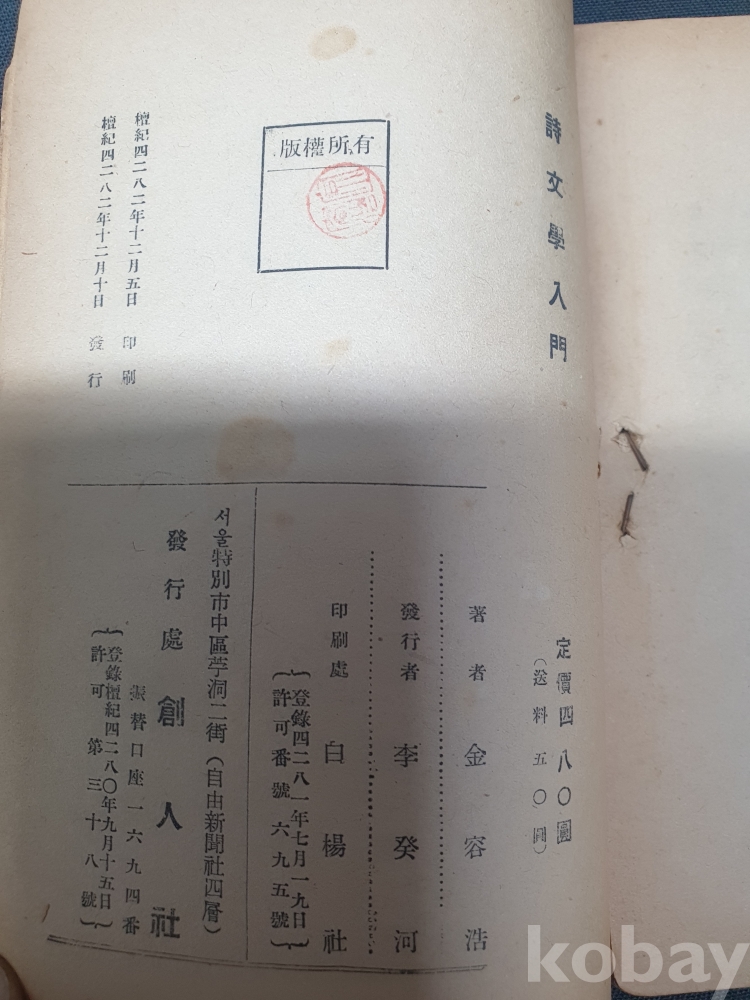 詩文學入門
版權所有
檀紀四二八二年十二月五日 印刷
檀紀四二八二年十二月十日 發行
定價四八〇圓
(送料五〇圓)
著者 金容浩
發行者 李癸河
印刷處 白楊社
登錄四二八一年七月一九日
許可番號六九五號
서울特別市中區苧洞二街(自由新聞社四層)
發行處 創人社
振替口座一六九四番
登錄檀紀四二八〇年九月十五日
許可第三十八號
kobay